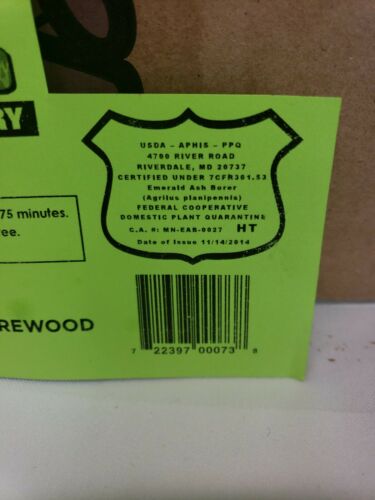 RY
USDA – APHIS – PPQ
4700 RIVER ROAD
RIVERDALE, MD 20737
CERTIFIED UNDER 7CFR301.53
Emerald Ash Borer
(Agrilus planipennis)
FEDERAL COOPERATIVE
DOMESTIC PLANT QUARANTINE
C.A. #: MN-EAB-0027 HT
Date of Issue 11/14/2014
75 minutes.
ree.
REWOOD
7 22397 00073 8